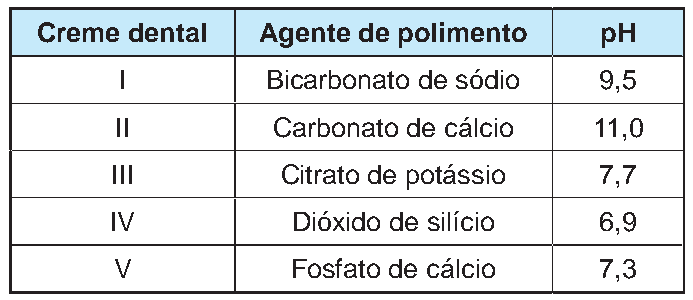 Creme dental Agente de polimento pH
I Bicarbonato de sódio 9,5
II Carbonato de cálcio 11,0
III Citrato de potássio 7,7
IV Dióxido de silício 6,9
V Fosfato de cálcio 7,3